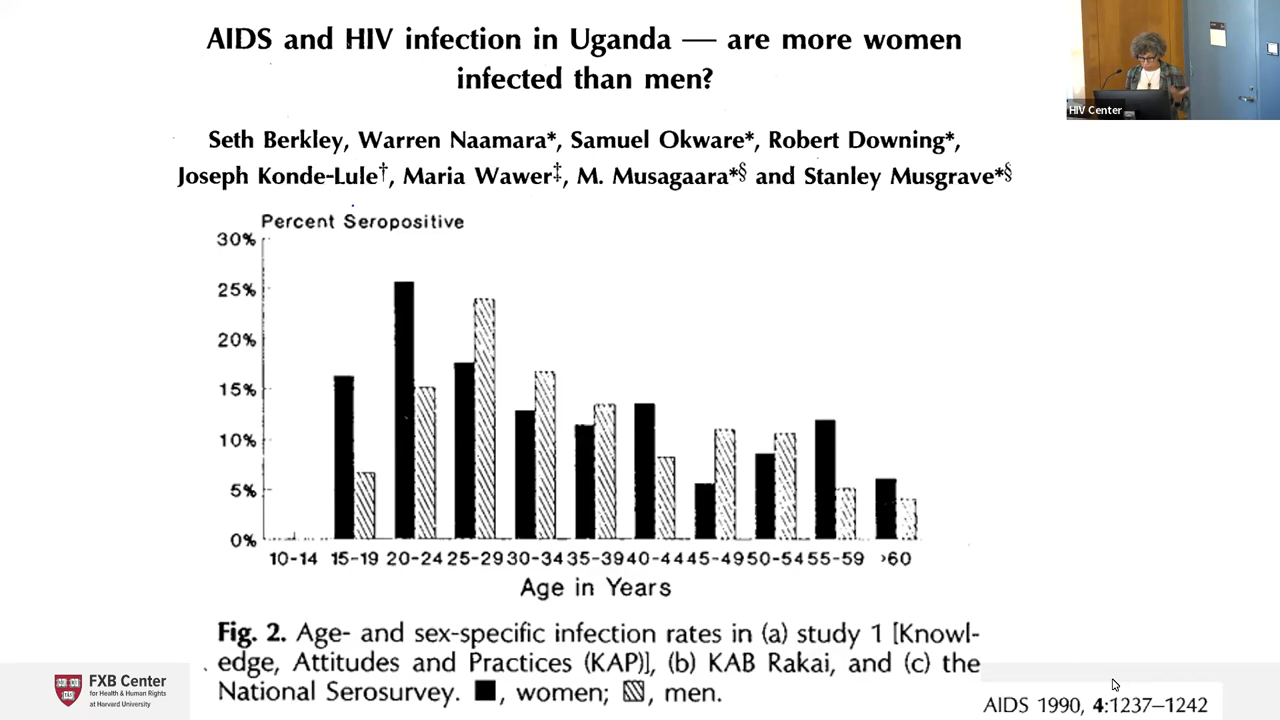 AIDS and HIV infection in Uganda — are more women
infected than men?
HIV Center
Seth Berkley, Warren Naamara*, Samuel Okware*, Robert Downing*,
Joseph Konde-Lule†, Maria Wawer‡, M. Musagaara*§ and Stanley Musgrave*§
Percent Seropositive
30%
25%
20%
15%
10%
5%
0%
10-14 15-19 20-24 25-29 30-34 35-39 40-44 45-49 50-54 55-59 >60
Age in Years
Fig. 2. Age- and sex-specific infection rates in (a) study 1 [Knowl-
edge, Attitudes and Practices (KAP)], (b) KAB Rakai, and (c) the
National Serosurvey. ■, women; ▨, men.
FXB Center
for Health & Human Rights
at Harvard University
AIDS 1990, 4:1237–1242